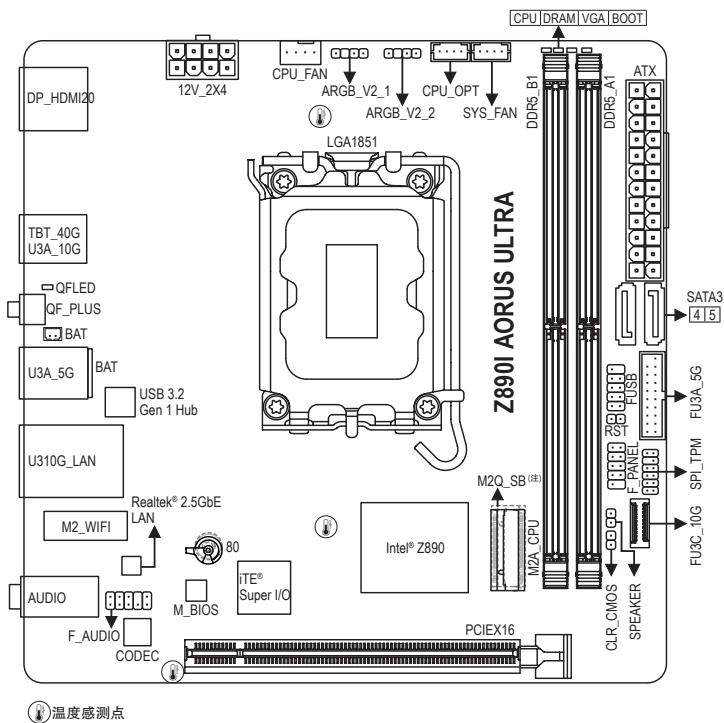 CPU DRAM VGA BOOT
12V_2X4
CPU_FAN
ARGB_V2_1
ARGB_V2_2
CPU_OPT
SYS_FAN
DDR5_B1
DDR5_A1
ATX
DP_HDMI20
LGA1851
TBT_40G
U3A_10G
QFLED
QF_PLUS
BAT
U3A_5G
BAT
USB 3.2
Gen 1 Hub
Z890I AORUS ULTRA
SATA3
4 5
FUSB
FU3A_5G
RST
F_PANEL
SPI_TPM
U310G_LAN
M2Q_SB(注)
M2A_CPU
FU3C_10G
Realtek® 2.5GbE
LAN
M2_WIFI
80
Intel® Z890
iTE®
Super I/O
M_BIOS
CLR_CMOS
SPEAKER
AUDIO
F_AUDIO
CODEC
PCIEX16
温度感测点